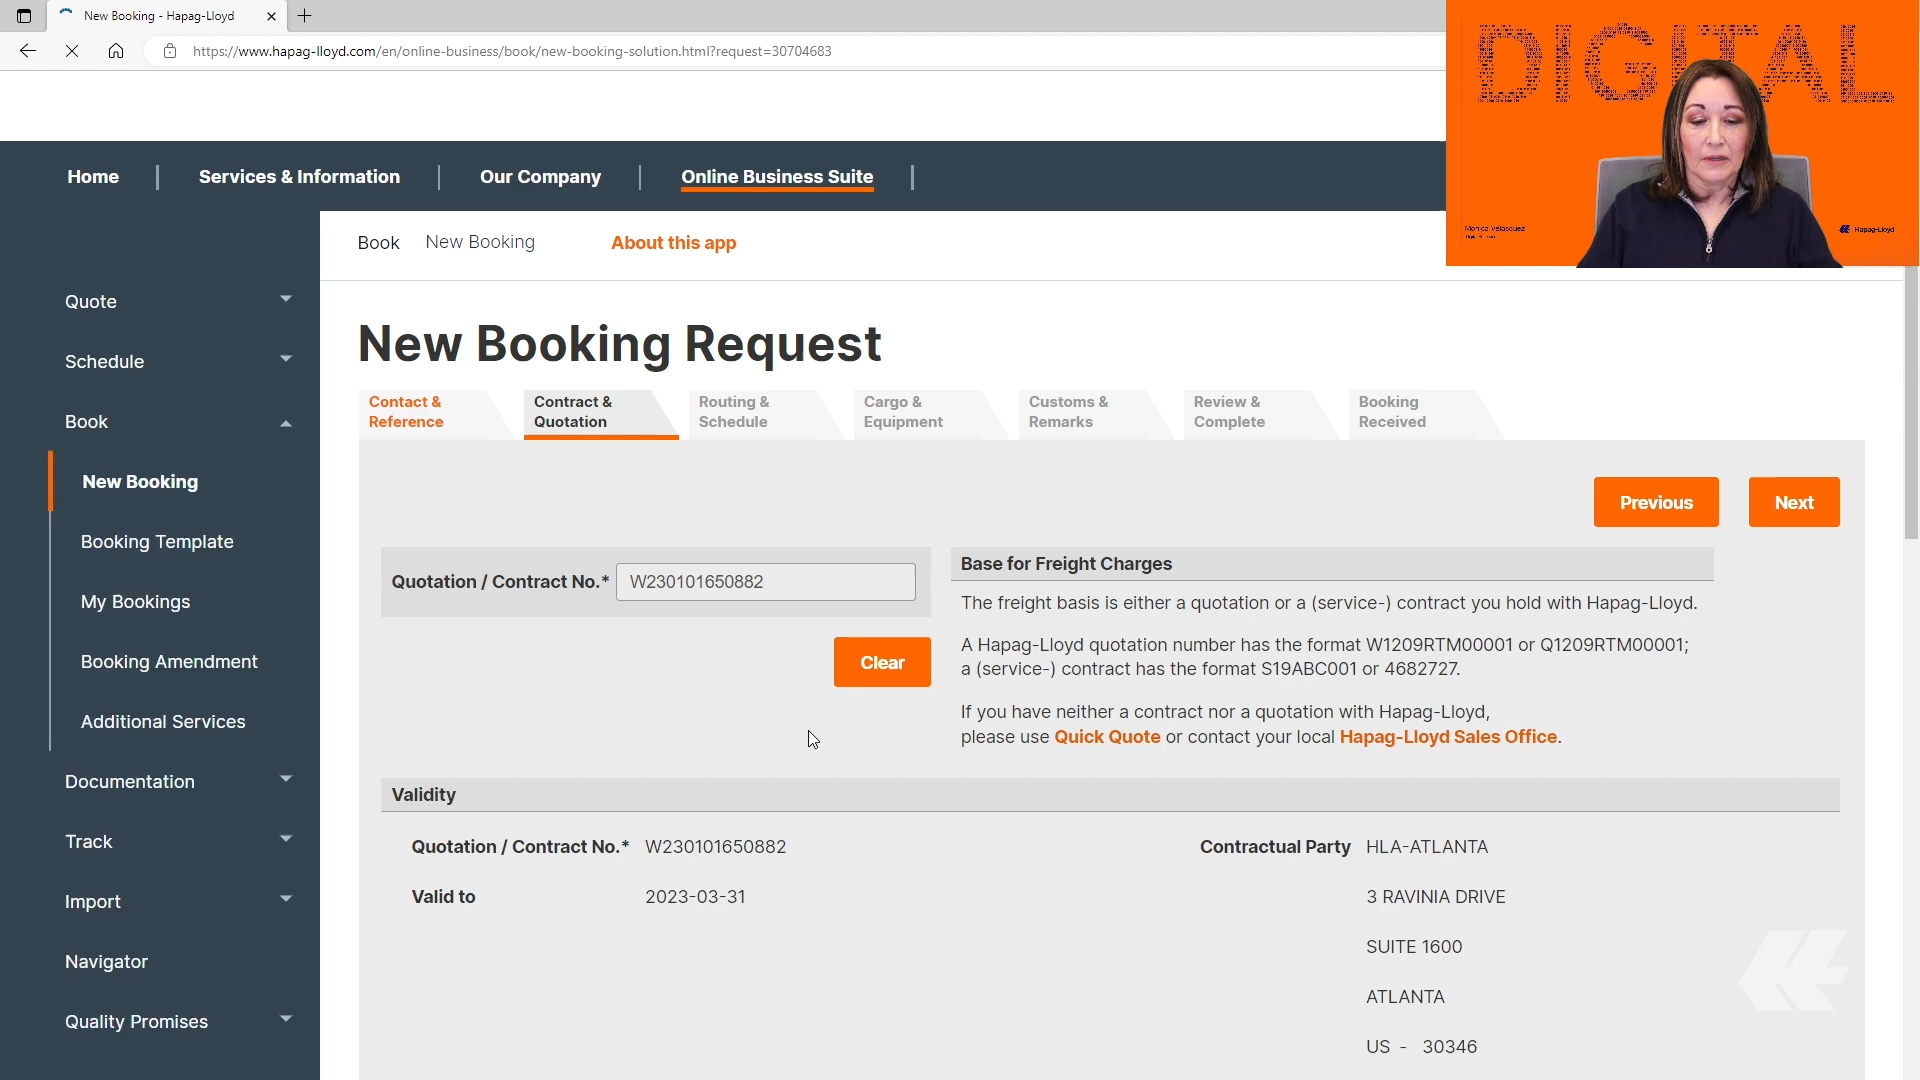 New Booking - Hapag-Lloyd
https://www.hapag-lloyd.com/en/online-business/book/new-booking-solution.html?request=30704683
DIGITAL
Monica Velasquez
Hapag-Lloyd
Home
Services & Information
Our Company
Online Business Suite
Book New Booking About this app
Quote
Schedule
Book
New Booking
Booking Template
My Bookings
Booking Amendment
Additional Services
Documentation
Track
Import
Navigator
Quality Promises
New Booking Request
Contact &
Reference
Contract &
Quotation
Routing &
Schedule
Cargo &
Equipment
Customs &
Remarks
Review &
Complete
Booking
Received
Previous
Next
Quotation / Contract No.* W230101650882
Clear
Base for Freight Charges
The freight basis is either a quotation or a (service-) contract you hold with Hapag-Lloyd.
A Hapag-Lloyd quotation number has the format W1209RTM00001 or Q1209RTM00001;
a (service-) contract has the format S19ABC001 or 4682727.
If you have neither a contract nor a quotation with Hapag-Lloyd,
please use Quick Quote or contact your local Hapag-Lloyd Sales Office.
Validity
Quotation / Contract No.* W230101650882
Valid to 2023-03-31
Contractual Party HLA-ATLANTA
3 RAVINIA DRIVE
SUITE 1600
ATLANTA
US - 30346